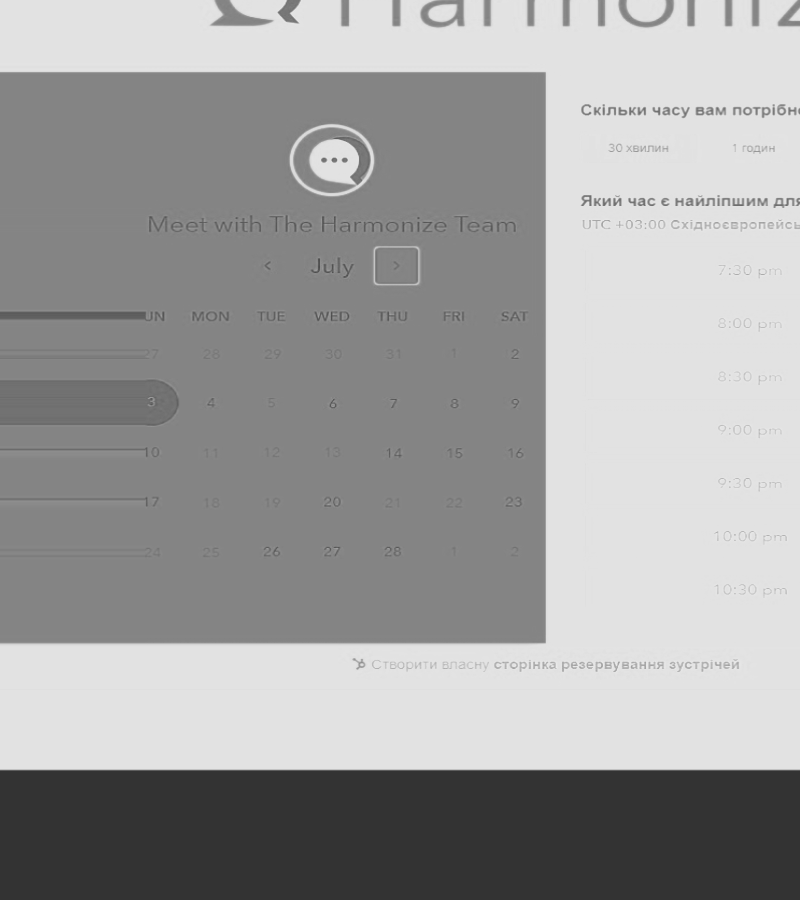 Harmoniz
Meet with The Harmonize Team
< July >
UN MON TUE WED THU FRI SAT
27 28 29 30 31 1 2
3 4 5 6 7 8 9
10 11 12 13 14 15 16
17 18 19 20 21 22 23
24 25 26 27 28 1 2
Скільки часу вам потрібн
30 хвилин 1 годин
Який час є найліпшим для
UTC +03:00 Східноєвропейсь
7:30 pm
8:00 pm
8:30 pm
9:00 pm
9:30 pm
10:00 pm
10:30 pm
Створити власну сторінка резервування зустрічей